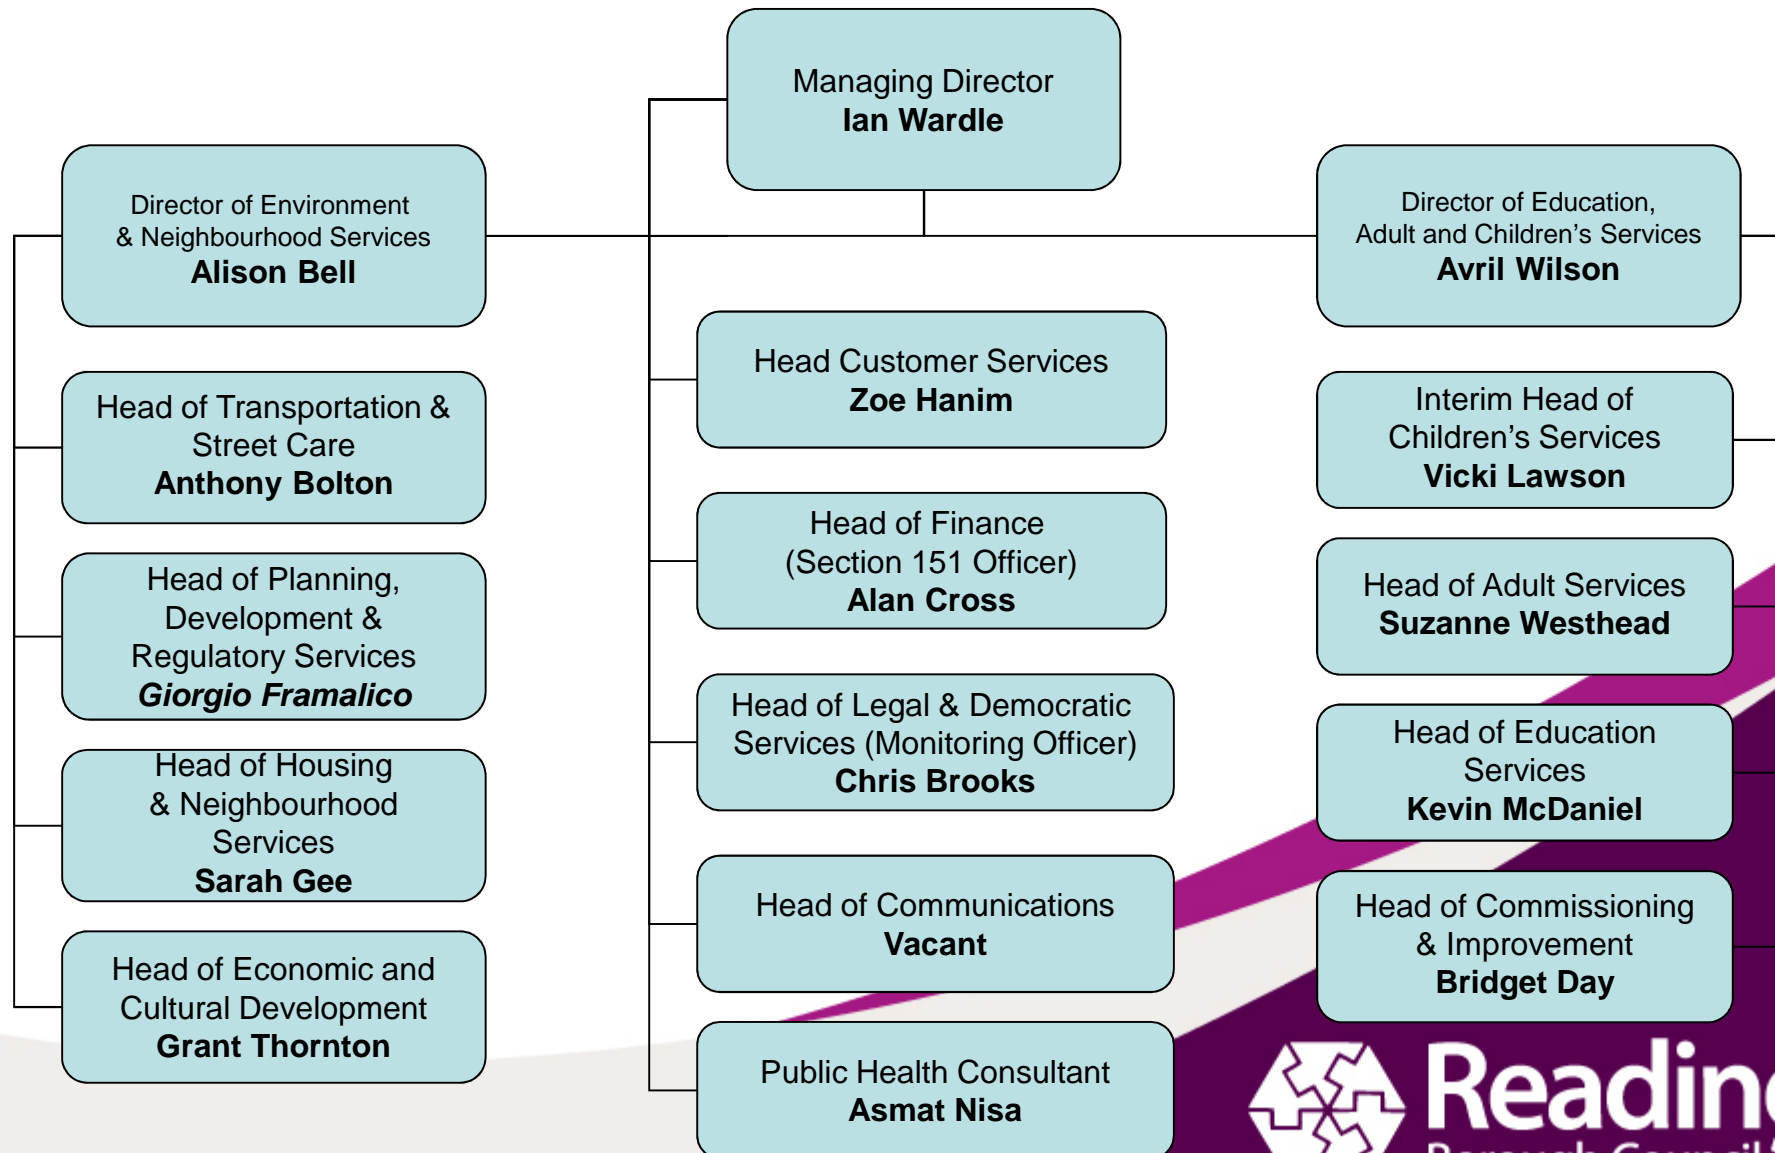 Managing Director
Ian Wardle
Director of Environment
& Neighbourhood Services
Alison Bell
Director of Education,
Adult and Children's Services
Avril Wilson
Head of Transportation &
Street Care
Anthony Bolton
Head of Planning,
Development &
Regulatory Services
Giorgio Framalico
Head of Housing
& Neighbourhood
Services
Sarah Gee
Head of Economic and
Cultural Development
Grant Thornton
Head Customer Services
Zoe Hanim
Head of Finance
(Section 151 Officer)
Alan Cross
Head of Legal & Democratic
Services (Monitoring Officer)
Chris Brooks
Head of Communications
Vacant
Public Health Consultant
Asmat Nisa
Interim Head of
Children's Services
Vicki Lawson
Head of Adult Services
Suzanne Westhead
Head of Education
Services
Kevin McDaniel
Head of Commissioning
& Improvement
Bridget Day
Reading
Borough Council